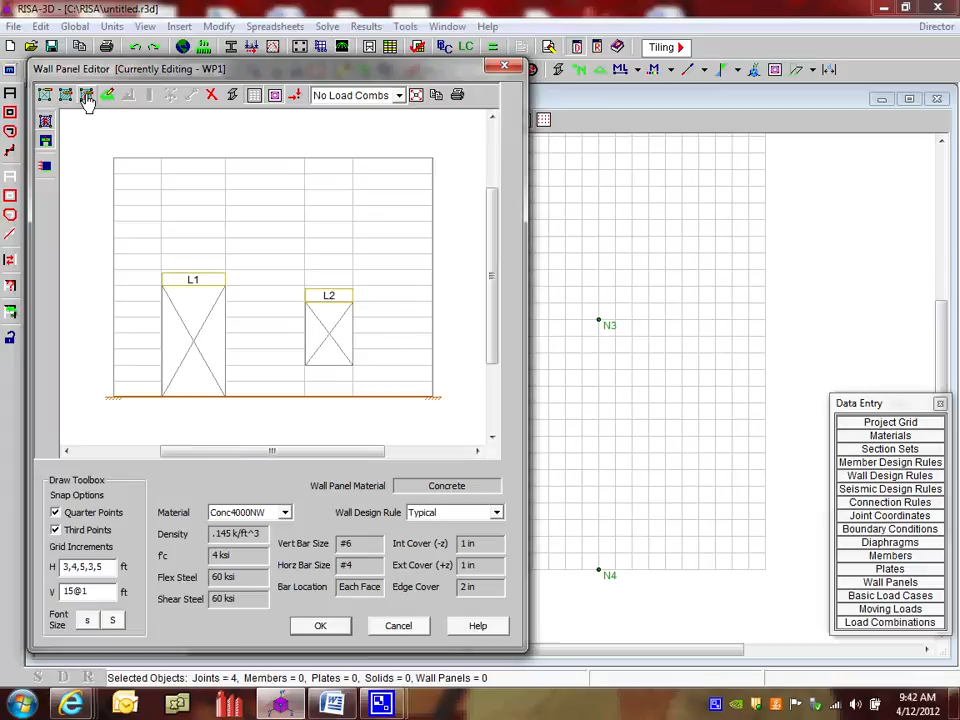 RISA-3D - [C:\RISA\untitled.r3d]
File Edit Global Units View Insert Modify Spreadsheets Solve Results Tools Window Help Director
LC Tiling ML
Wall Panel Editor [Currently Editing - WP1]
No Load Combs
L1
L2
N3
N4
Data Entry
Project Grid
Materials
Section Sets
Member Design Rules
Wall Design Rules
Seismic Design Rules
Connection Rules
Joint Coordinates
Boundary Conditions
Diaphragms
Members
Plates
Wall Panels
Basic Load Cases
Moving Loads
Load Combinations
Draw Toolbox
Snap Options
Quarter Points
Third Points
Grid Increments
H 3,4,5,3,5 ft
V 15@1 ft
Font Size s S
Wall Panel Material Concrete
Material Conc4000NW
Wall Design Rule Typical
Density .145 k/ft^3
f'c 4 ksi
Flex Steel 60 ksi
Shear Steel 60 ksi
Vert Bar Size #6
Horz Bar Size #4
Bar Location Each Face
Int Cover (-z) 1 in
Ext Cover (+z) 1 in
Edge Cover 2 in
OK Cancel Help
S D R Selected Objects: Joints = 4, Members = 0, Plates = 0, Solids = 0, Wall Panels = 0
9:42 AM
4/12/2012